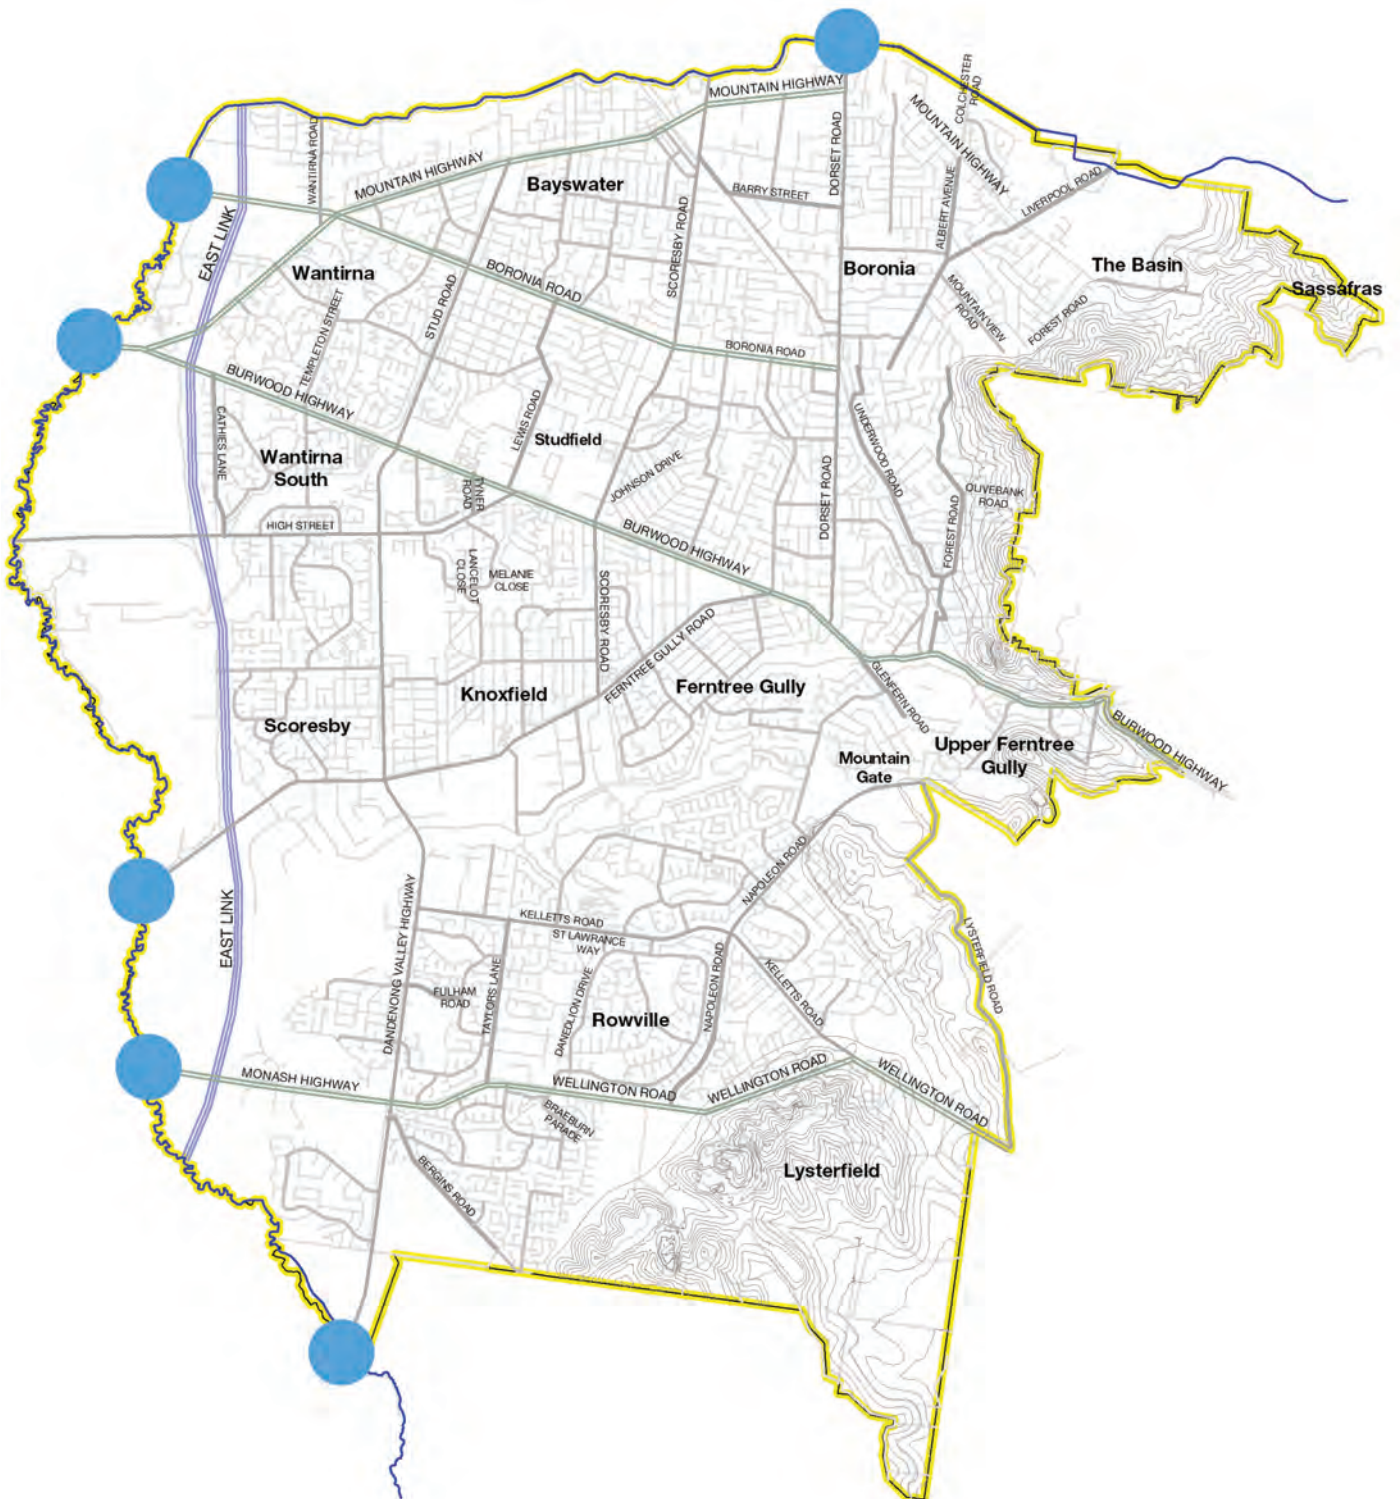 COLCHESTER
ROAD
MOUNTAIN HIGHWAY
MOUNTAIN HIGHWAY
WANTIRNA ROAD
MOUNTAIN HIGHWAY
DORSET ROAD
Bayswater
BARRY STREET
LIVERPOOL ROAD
ALBERT AVENUE
EAST LINK
SCORESBY ROAD
Wantirna
BORONIA ROAD
Boronia
The Basin
Sassafras
STUD ROAD
TEMPLETON STREET
MOUNTAIN VIEW
ROAD
FOREST ROAD
BORONIA ROAD
BURWOOD HIGHWAY
CATHIES LANE
LEWIS ROAD
Studfield
UNDERWOOD ROAD
Wantirna
South
TYNER
ROAD
JOHNSON DRIVE
DORSET ROAD
OLIVEBANK
ROAD
HIGH STREET
BURWOOD HIGHWAY
FOREST ROAD
LANCELOT
CLOSE
MELANIE
CLOSE
SCORESBY ROAD
FERNTREE GULLY ROAD
Knoxfield
Ferntree Gully
GLENFERN ROAD
Scoresby
BURWOOD HIGHWAY
Upper Ferntree
Gully
Mountain
Gate
NAPOLEON ROAD
EAST LINK
DANDENONG VALLEY HIGHWAY
KELLETTS ROAD
ST LAWRANCE
WAY
LYSTERFIELD ROAD
FULHAM
ROAD
TAYLORS LANE
DANEDLION DRIVE
NAPOLEON ROAD
KELLETTS ROAD
Rowville
MONASH HIGHWAY
WELLINGTON ROAD
WELLINGTON ROAD
WELLINGTON ROAD
BRAEBURN
PARADE
BERGINS ROAD
Lysterfield